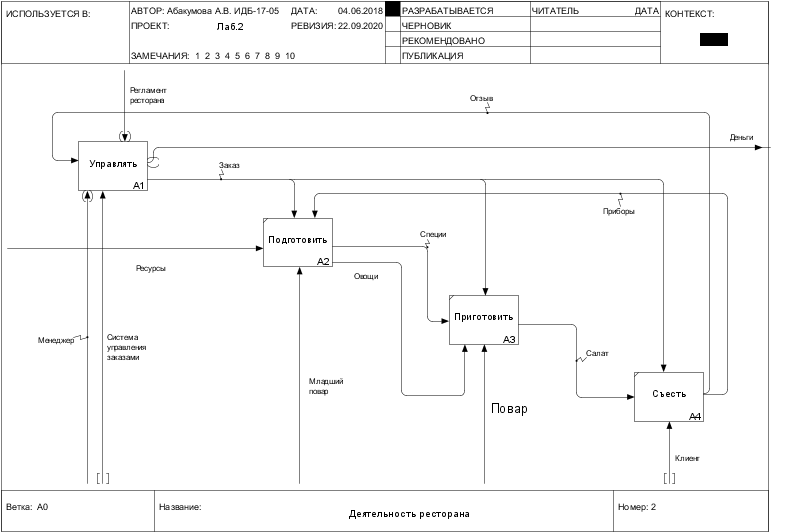 ИСПОЛЬЗУЕТСЯ В:
АВТОР: Абакумова А.В. ИДБ-17-05
ДАТА: 04.06.2018
ПРОЕКТ: Лаб.2
РЕВИЗИЯ: 22.09.2020
ЗАМЕЧАНИЯ: 1 2 3 4 5 6 7 8 9 10
РАЗРАБАТЫВАЕТСЯ
ЧЕРНОВИК
РЕКОМЕНДОВАНО
ПУБЛИКАЦИЯ
ЧИТАТЕЛЬ
ДАТА
КОНТЕКСТ:
Регламент
ресторана
Отзыв
Деньги
Управлять
A1
Заказ
Приборы
Подготовить
A2
Специи
Ресурсы
Овощи
Приготовить
A3
Менеджер
Система
управления
заказами
Салат
Младший
повар
Повар
Съесть
A4
Клиент
Ветка: A0
Название:
Деятельность ресторана
Номер: 2